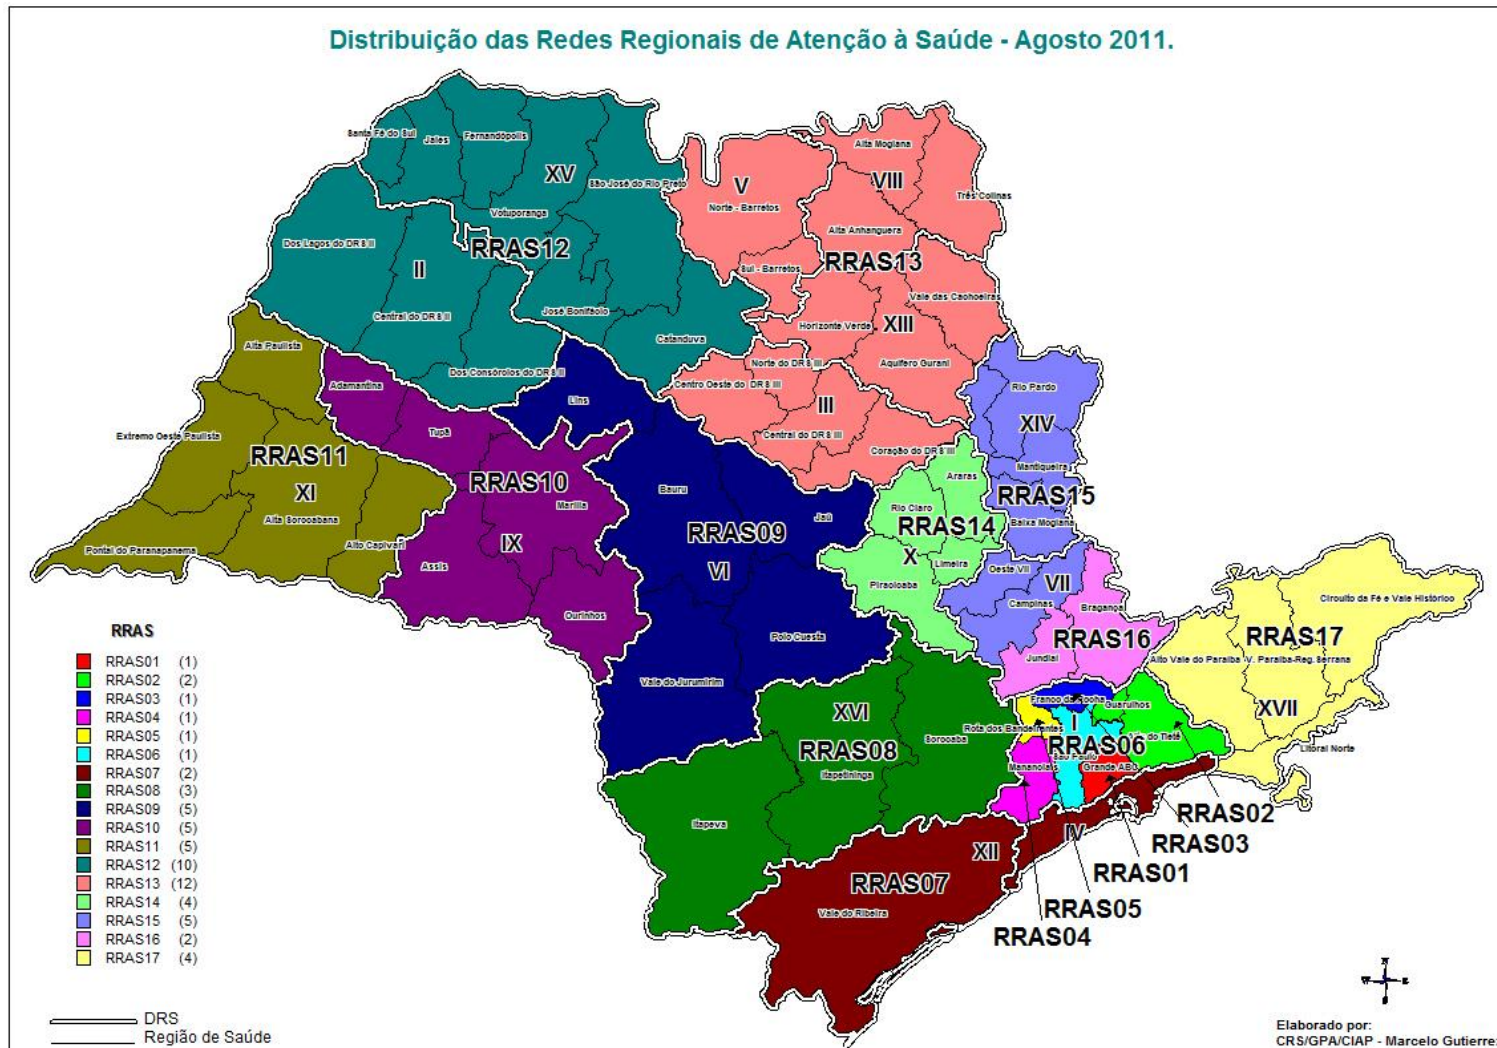 Distribuição das Redes Regionais de Atenção à Saúde - Agosto 2011.
Santa Fé do Sul
Jales
Fernandópolis
XV
São José do Rio Preto
Votuporanga
Dos Lagos do DRS II
II
RRAS12
Central do DRS II
José Bonifácio
Catanduva
Dos Consórcios do DRS II
V
Norte - Barretos
Alta Mogiana
VIII
Três Colinas
Alta Anhanguera
Sul - Barretos
RRAS13
Vale das Cachoeiras
Horizonte Verde
XIII
Aquífero Gurani
Norte do DRS III
Centro Oeste do DRS III
III
Central do DRS III
Coração do DRS III
Alta Paulista
Extremo Oeste Paulista
RRAS11
XI
Alta Sorocabana
Alto Capivari
Pontal do Paranapanema
Adamantina
Tupã
RRAS10
Marília
IX
Assis
Ourinhos
Lins
Bauru
Jaú
RRAS09
VI
Polo Cuesta
Vale do Jurumirim
Araras
Rio Claro
RRAS14
X
Limeira
Piracicaba
Rio Pardo
XIV
Mantiqueira
RRAS15
Baixa Mogiana
Oeste VII
VII
Campinas
Bragança
RRAS16
Jundiaí
Circuito da Fé e Vale Histórico
RRAS17
Alto Vale do Paraíba
V. Paraíba-Reg. Serrana
XVII
Litoral Norte
Franco da Rocha
Guarulhos
Rota dos Bandeirantes
I
RRAS06
São Paulo
Mananciais
Grande ABC
XVI
RRAS08
Sorocaba
Itapetininga
Itapeva
IV
XII
RRAS07
Vale do Ribeira
RRAS02
RRAS03
RRAS01
RRAS05
RRAS04
RRAS
RRAS01 (1)
RRAS02 (2)
RRAS03 (1)
RRAS04 (1)
RRAS05 (1)
RRAS06 (1)
RRAS07 (2)
RRAS08 (3)
RRAS09 (5)
RRAS10 (5)
RRAS11 (5)
RRAS12 (10)
RRAS13 (12)
RRAS14 (4)
RRAS15 (5)
RRAS16 (2)
RRAS17 (4)
DRS
Região de Saúde
Elaborado por:
CRS/GPA/CIAP - Marcelo Gutierre